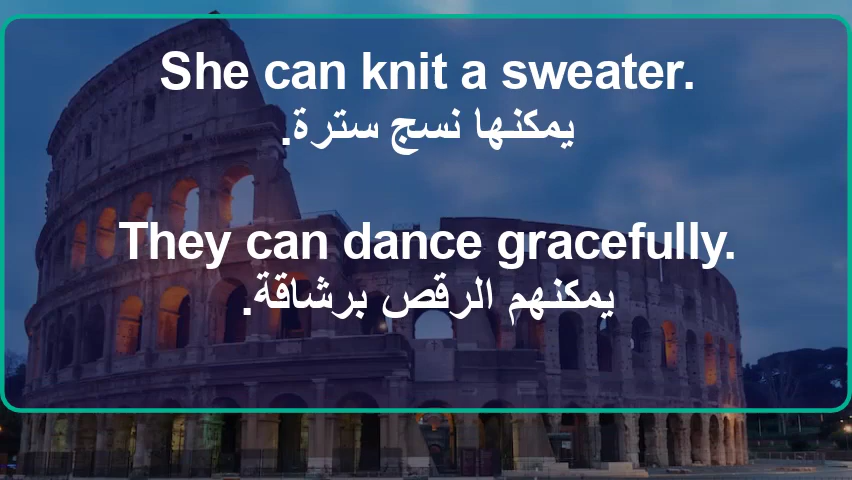 She can knit a sweater.
يمكنها نسج سترة.
They can dance gracefully.
يمكنهم الرقص برشاقة.